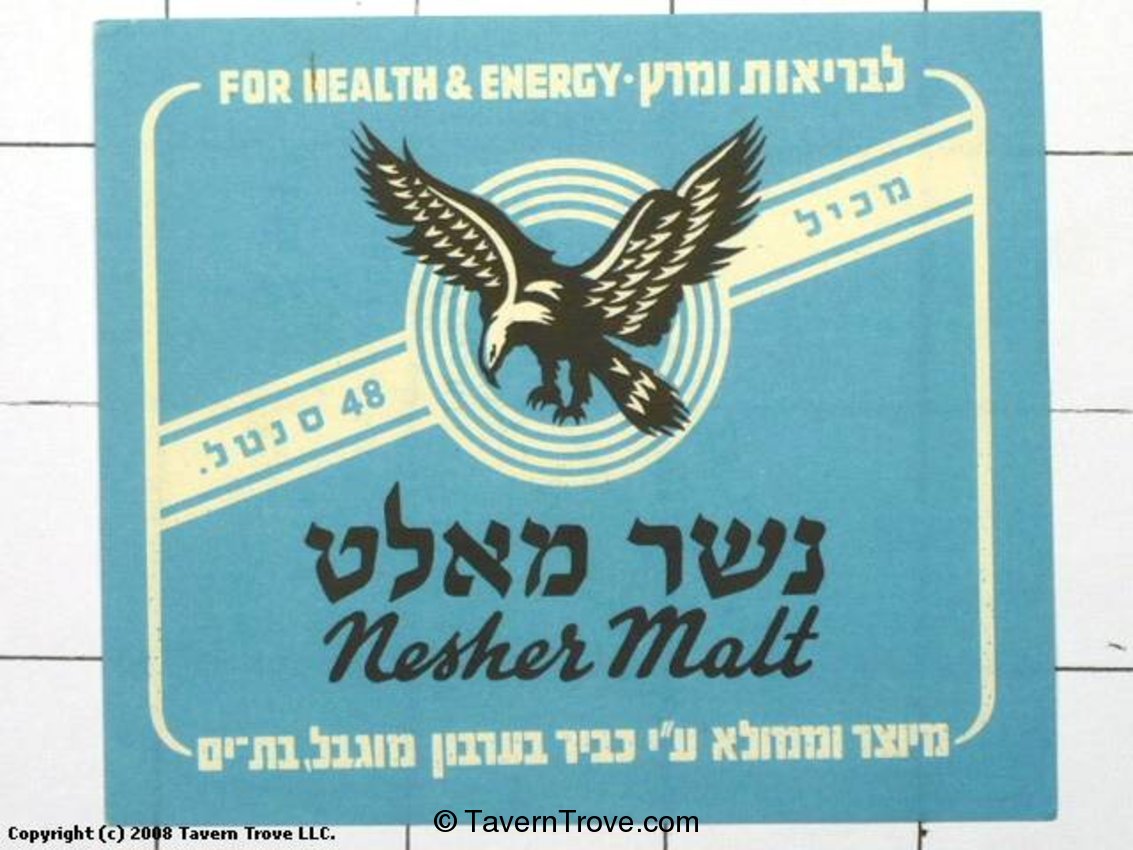 FOR HEALTH & ENERGY · לבריאות ומרץ
מכיל
48 סנטל.
נשר מאלט
Nesher Malt
מיוצר וממולא ע"י כביר בערבון מוגבל, בת-ים
Copyright (c) 2008 Tavern Trove LLC.
© TavernTrove.com